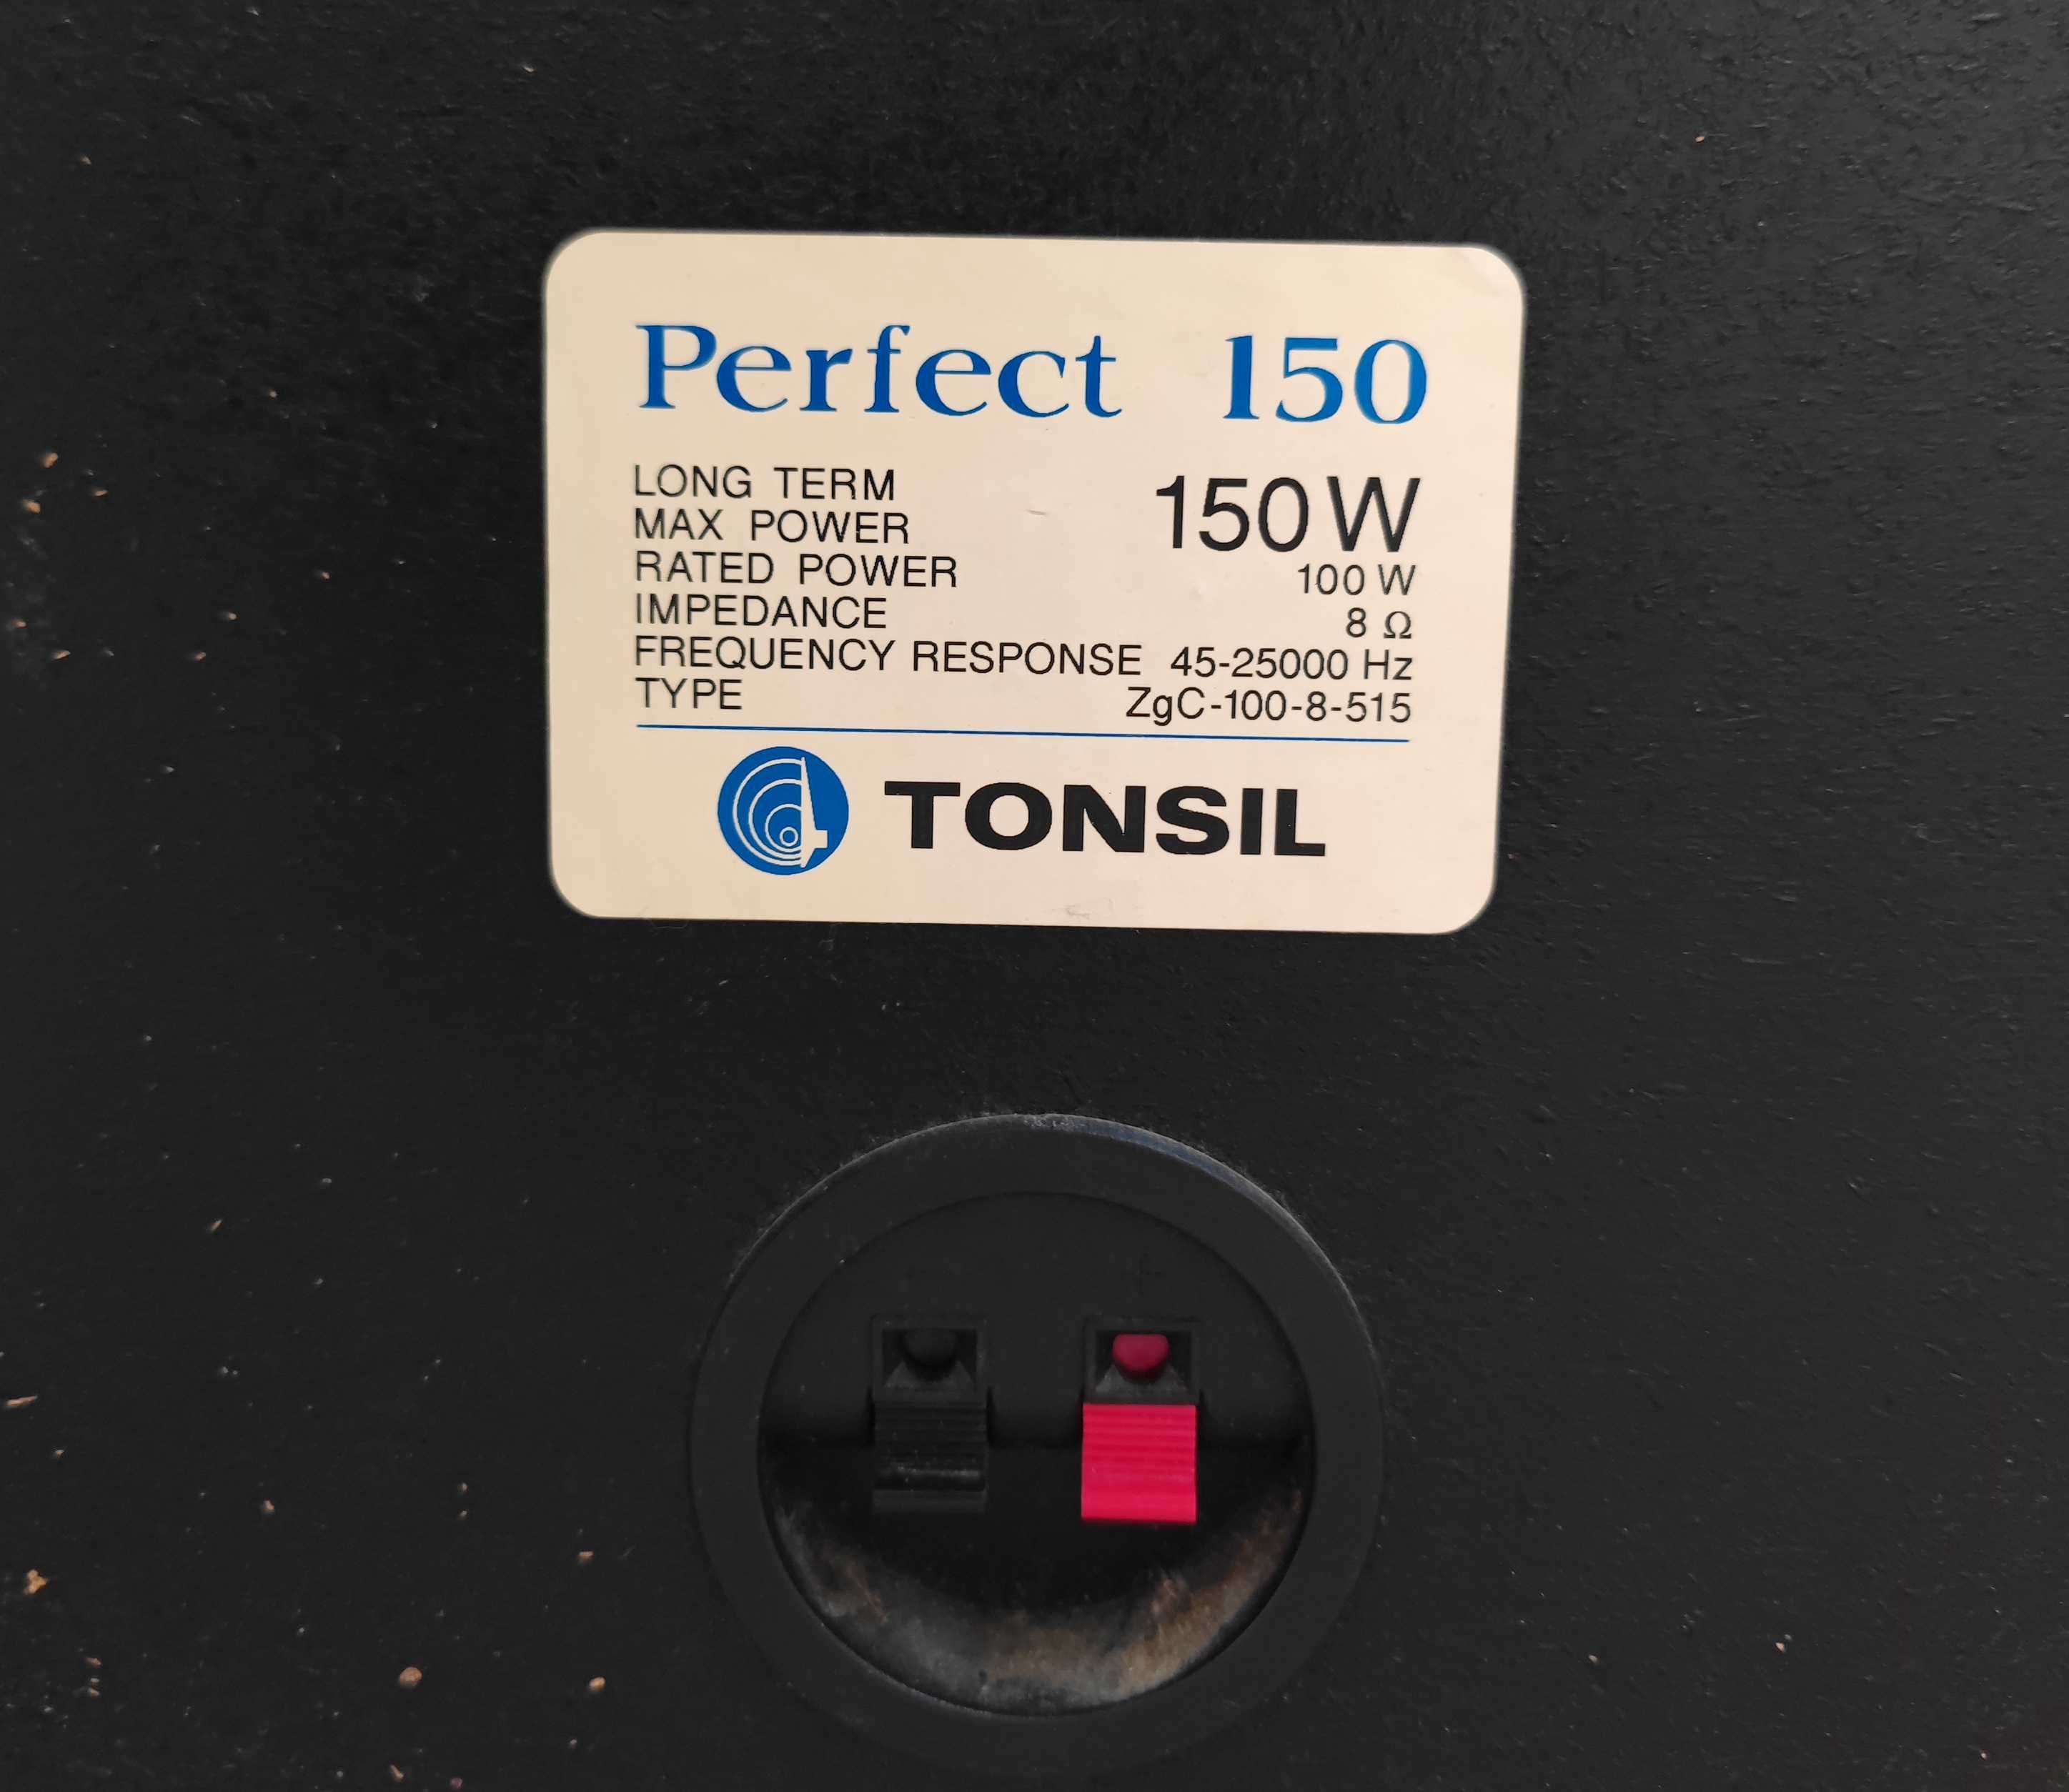 Perfect 150
LONG TERM
MAX POWER 150 W
RATED POWER 100 W
IMPEDANCE 8 Ω
FREQUENCY RESPONSE 45-25000 Hz
TYPE ZgC-100-8-515
TONSIL
- +